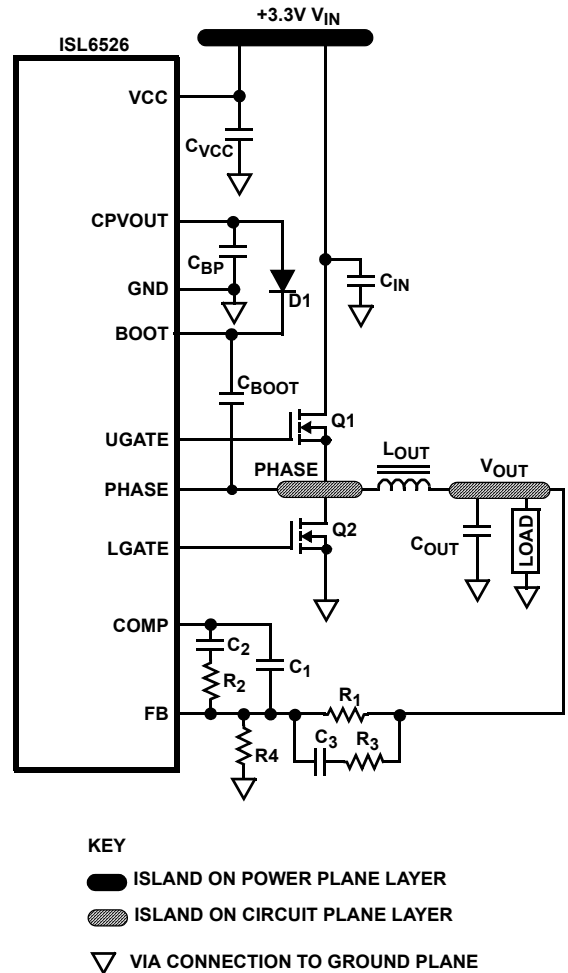 +3.3V VIN
ISL6526
VCC
CVCC
CPVOUT
CBP
D1
CIN
GND
BOOT
CBOOT
Q1
UGATE
LOUT
PHASE
VOUT
PHASE
Q2
COUT
LOAD
LGATE
COMP
C2
C1
R2
R1
FB
C3
R3
R4
KEY
ISLAND ON POWER PLANE LAYER
ISLAND ON CIRCUIT PLANE LAYER
VIA CONNECTION TO GROUND PLANE